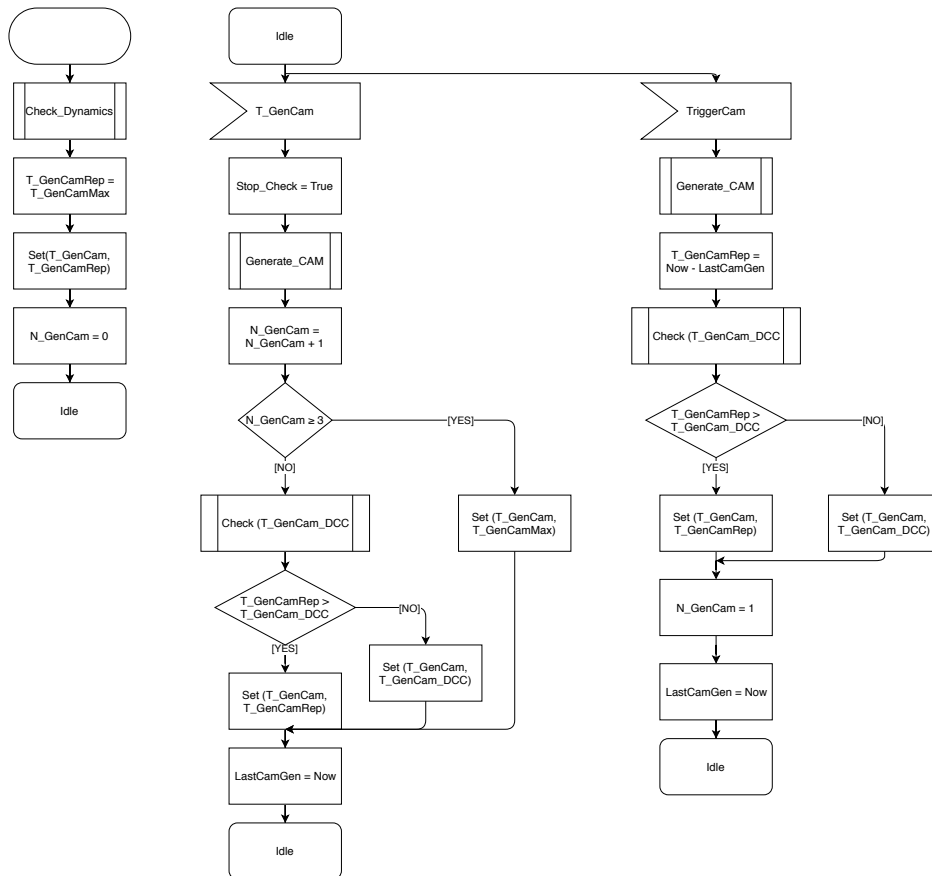 Check_Dynamics
T_GenCamRep =
T_GenCamMax
Set(T_GenCam,
T_GenCamRep)
N_GenCam = 0
Idle
Idle
T_GenCam
Stop_Check = True
Generate_CAM
N_GenCam =
N_GenCam + 1
N_GenCam ≥ 3
[YES]
[NO]
Check (T_GenCam_DCC
Set (T_GenCam,
T_GenCamMax)
T_GenCamRep >
T_GenCam_DCC
[NO]
[YES]
Set (T_GenCam,
T_GenCam_DCC)
Set (T_GenCam,
T_GenCamRep)
LastCamGen = Now
Idle
TriggerCam
Generate_CAM
T_GenCamRep =
Now - LastCamGen
Check (T_GenCam_DCC
T_GenCamRep >
T_GenCam_DCC
[NO]
[YES]
Set (T_GenCam,
T_GenCamRep)
Set (T_GenCam,
T_GenCam_DCC)
N_GenCam = 1
LastCamGen = Now
Idle